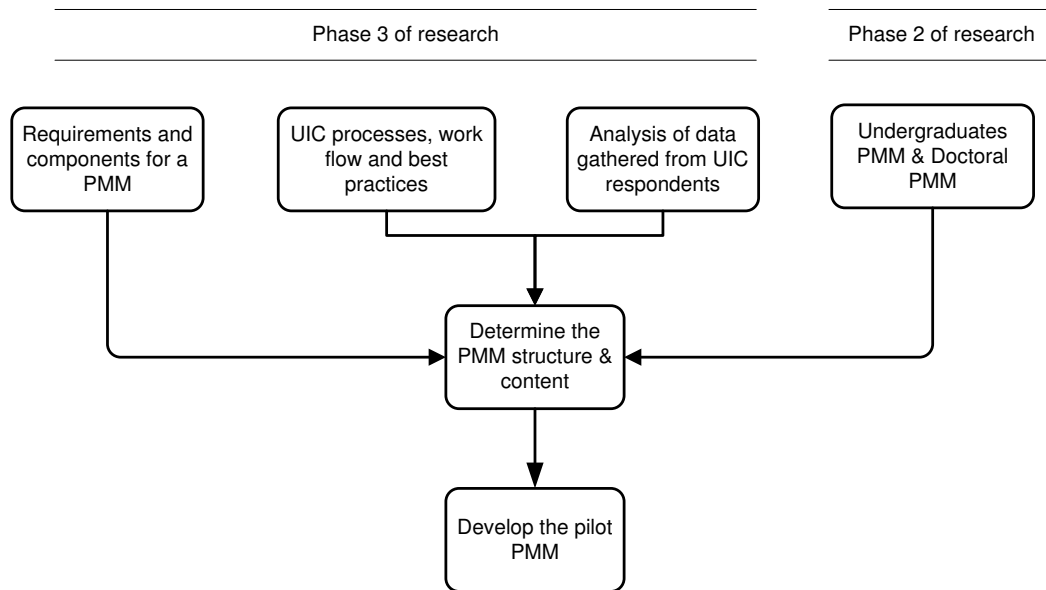 Phase 3 of research
Phase 2 of research
Requirements and
components for a
PMM
UIC processes, work
flow and best
practices
Analysis of data
gathered from UIC
respondents
Undergraduates
PMM & Doctoral
PMM
Determine the
PMM structure &
content
Develop the pilot
PMM